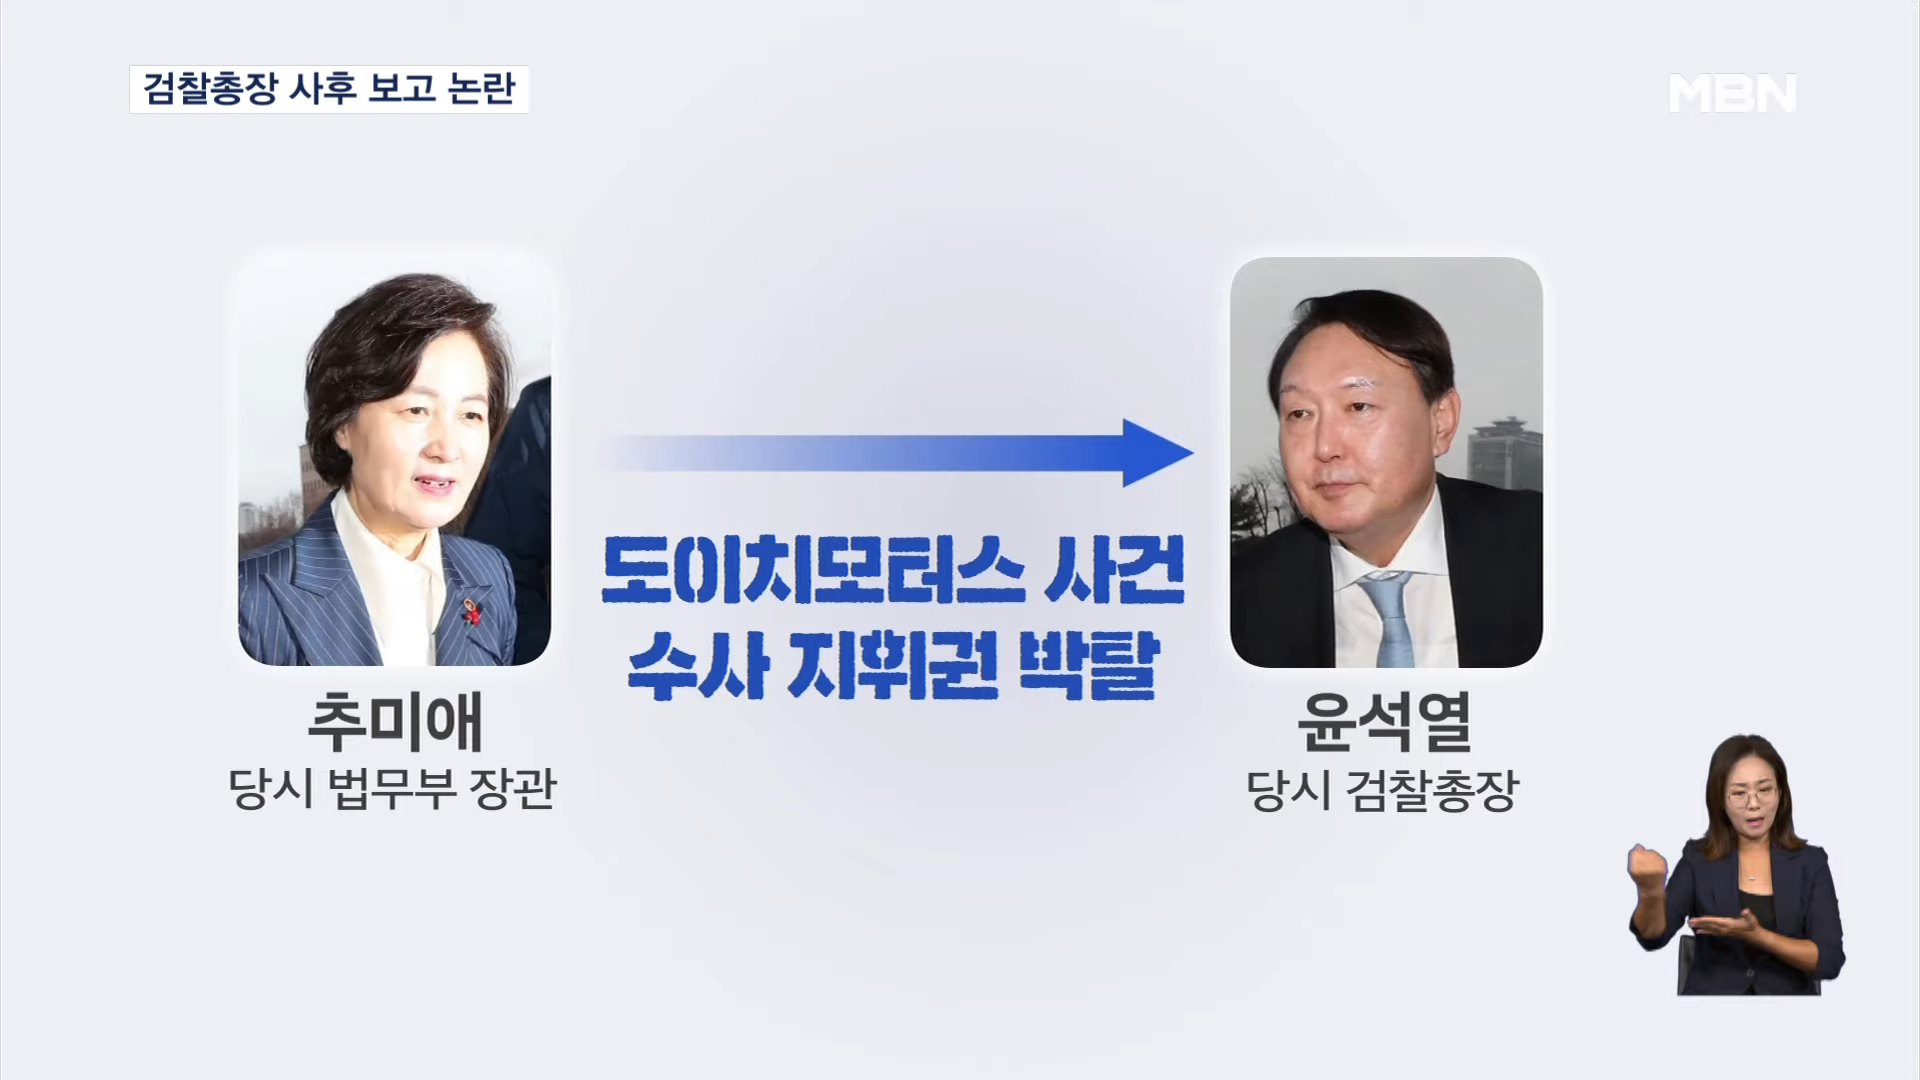 검찰총장 사후 보고 논란
MBN
도이치모터스 사건
수사 지휘권 박탈
추미애
당시 법무부 장관
윤석열
당시 검찰총장